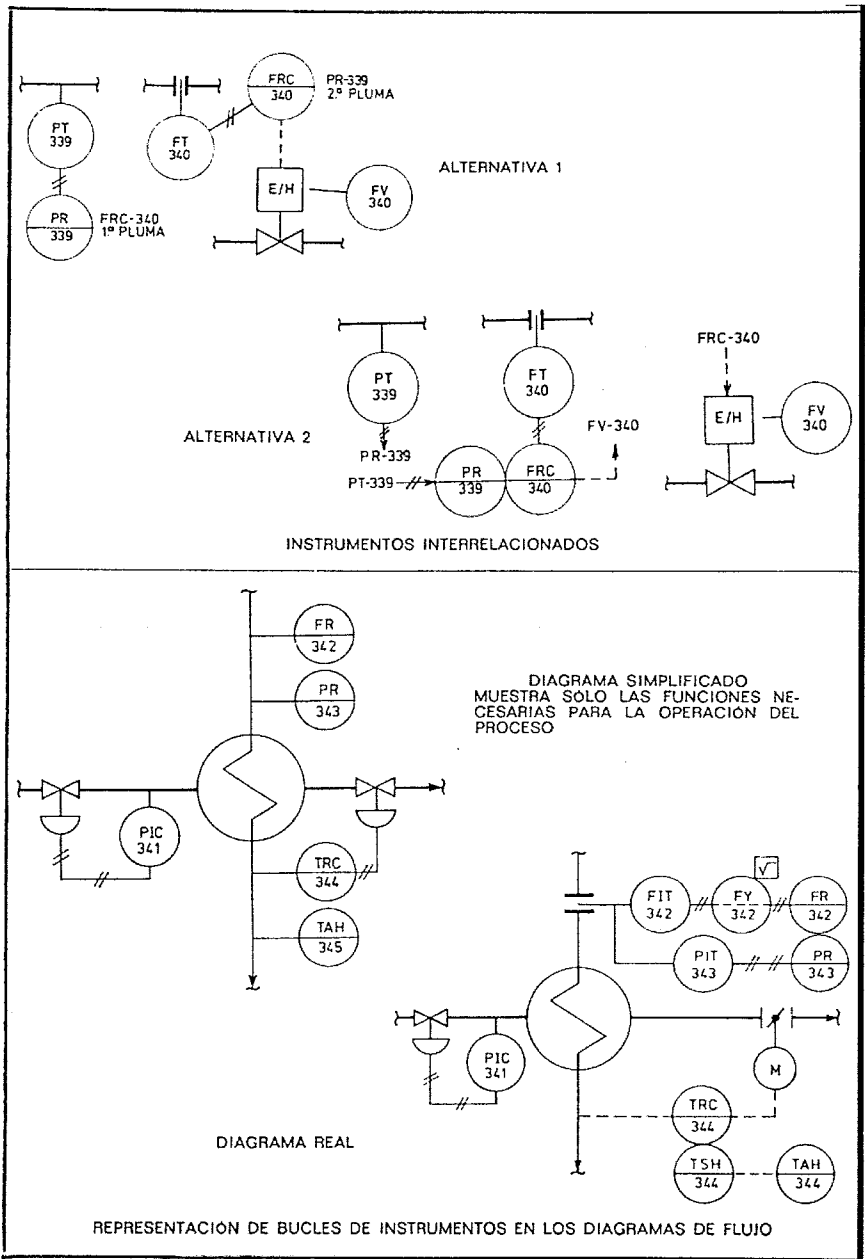 PT
339
FT
340
FRC
340
PR-339
2.ª PLUMA
E/H
FV
340
PR
339
FRC-340
1.ª PLUMA
ALTERNATIVA 1
PT
339
FT
340
FRC-340
E/H
FV
340
ALTERNATIVA 2
PR-339
PT-339
PR
339
FRC
340
FV-340
INSTRUMENTOS INTERRELACIONADOS
FR
342
PR
343
DIAGRAMA SIMPLIFICADO
MUESTRA SOLO LAS FUNCIONES NE-
CESARIAS PARA LA OPERACIÓN DEL
PROCESO
PIC
341
TRC
344
TAH
345
√
FIT
342
FY
342
FR
342
PIT
343
PR
343
PIC
341
M
TRC
344
TSH
344
TAH
344
DIAGRAMA REAL
REPRESENTACIÓN DE BUCLES DE INSTRUMENTOS EN LOS DIAGRAMAS DE FLUJO